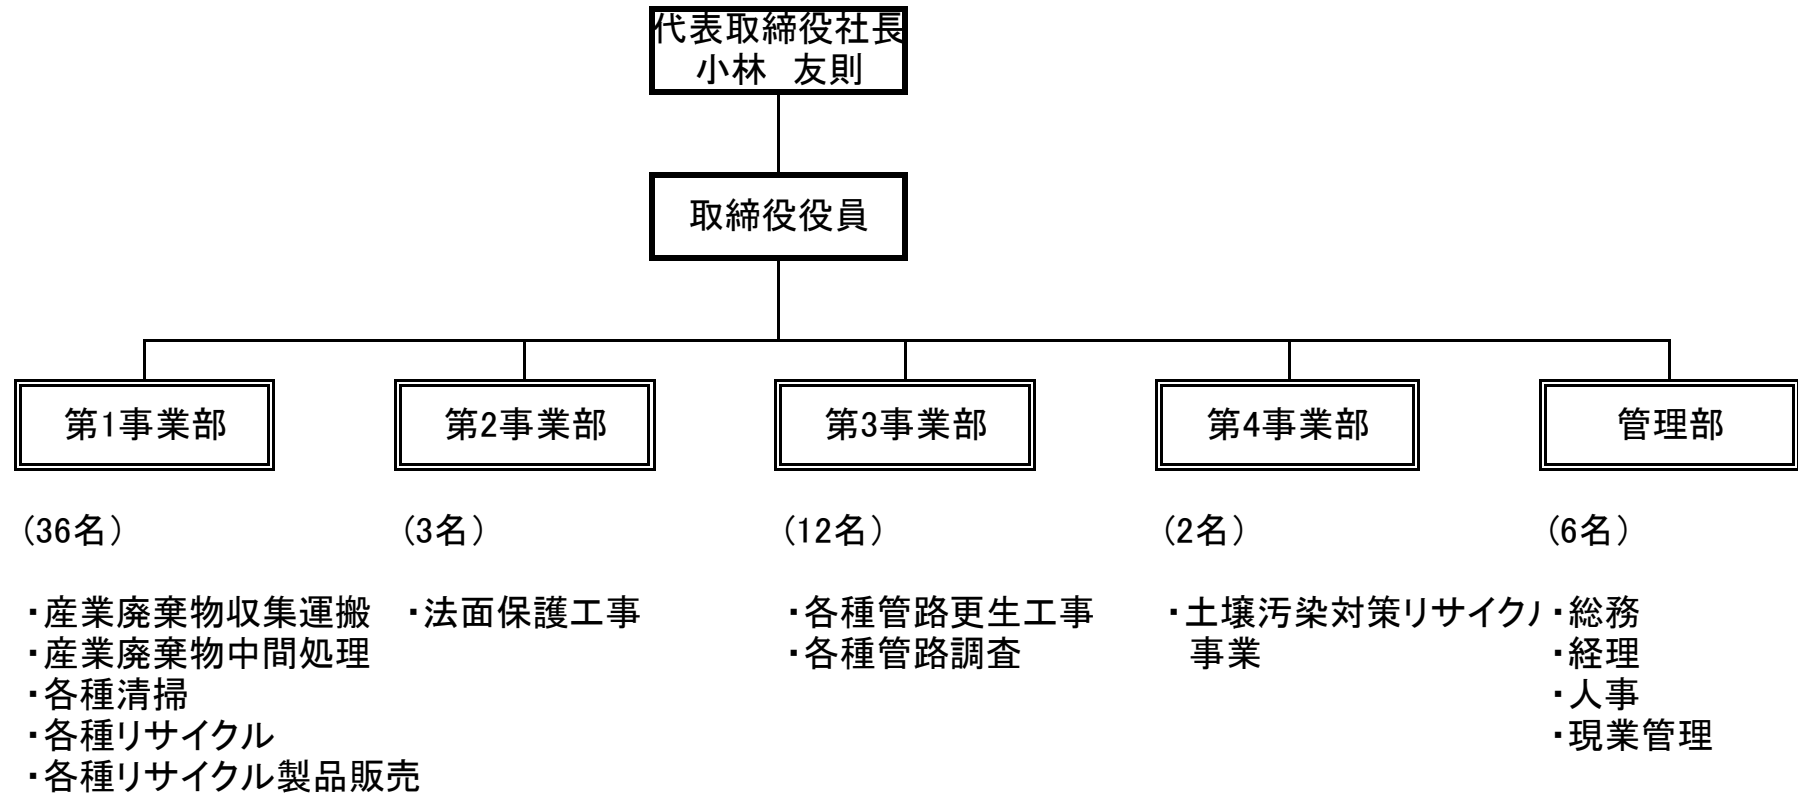 代表取締役社長
小林　友則
取締役役員
第1事業部
第2事業部
第3事業部
第4事業部
管理部
（36名）
（3名）
（12名）
（2名）
（6名）
・産業廃棄物収集運搬
・産業廃棄物中間処理
・各種清掃
・各種リサイクル
・各種リサイクル製品販売
・法面保護工事
・各種管路更生工事
・各種管路調査
・土壌汚染対策リサイクル
事業
・総務
・経理
・人事
・現業管理